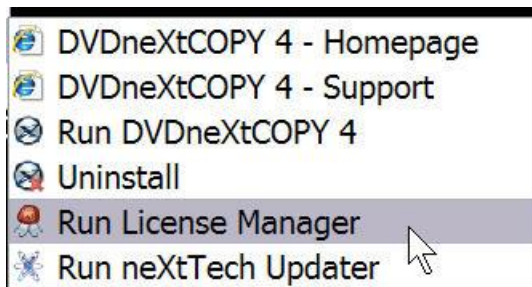 DVDneXtCOPY 4 - Homepage
DVDneXtCOPY 4 - Support
Run DVDneXtCOPY 4
Uninstall
Run License Manager
Run neXtTech Updater